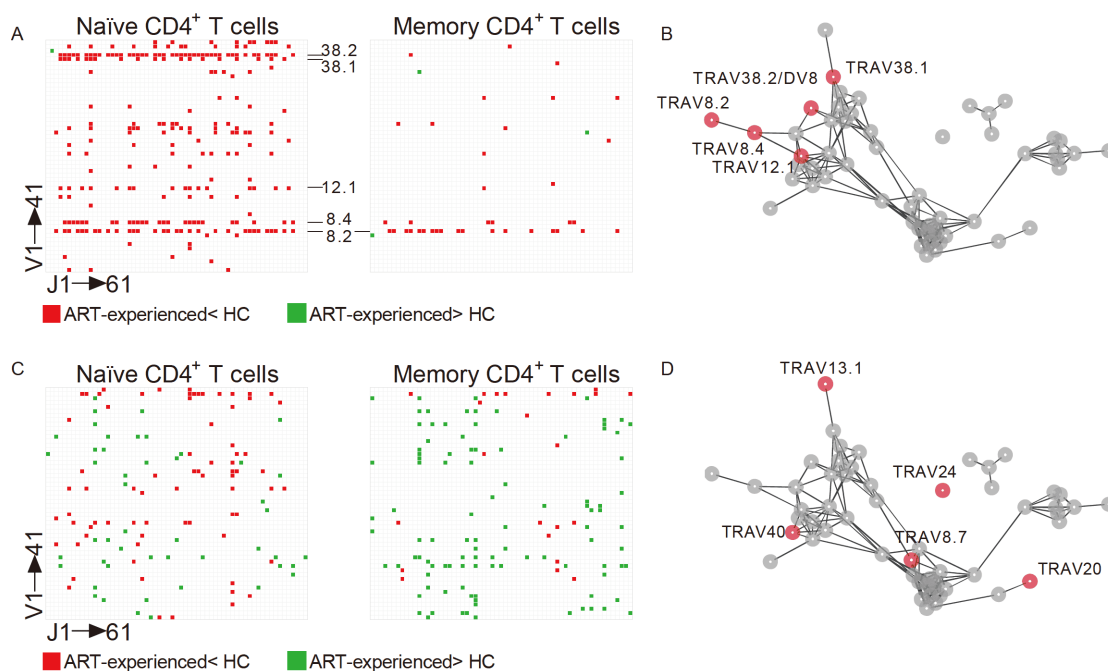 A
Naïve CD4+ T cells
Memory CD4+ T cells
38.2
38.1
12.1
8.4
8.2
V1 41
J1 61
ART-experienced< HC
ART-experienced> HC
B
TRAV38.1
TRAV38.2/DV8
TRAV8.2
TRAV8.4
TRAV12.1
C
Naïve CD4+ T cells
Memory CD4+ T cells
V1 41
J1 61
ART-experienced< HC
ART-experienced> HC
D
TRAV13.1
TRAV24
TRAV40
TRAV8.7
TRAV20